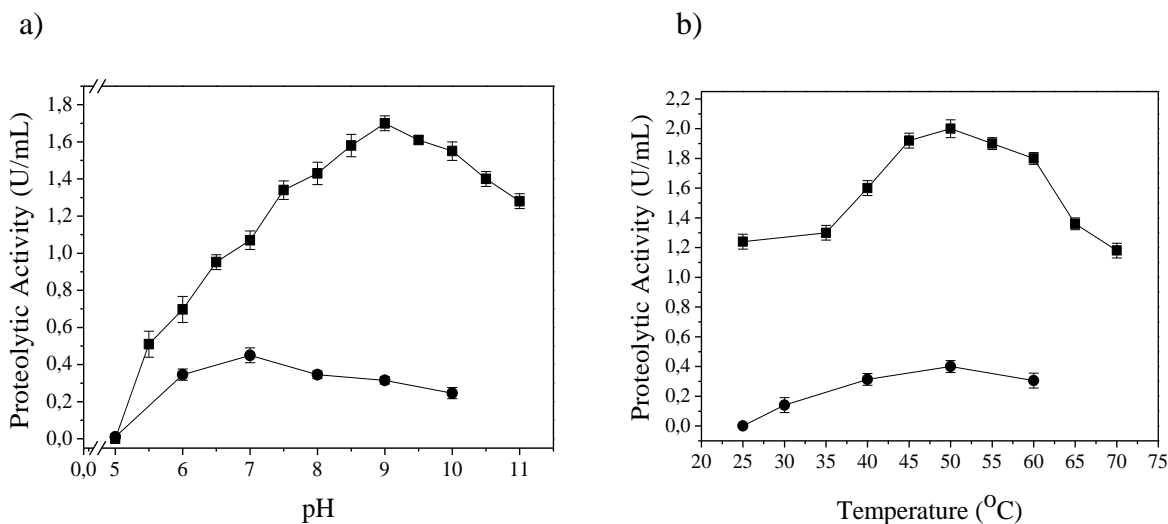 a)
Proteolytic Activity (U/mL)
1,8
1,6
1,4
1,2
1,0
0,8
0,6
0,4
0,2
0,0
0,0 5 6 7 8 9 10 11
pH
b)
Proteolytic Activity (U/mL)
2,2
2,0
1,8
1,6
1,4
1,2
1,0
0,8
0,6
0,4
0,2
0,0
20 25 30 35 40 45 50 55 60 65 70 75
Temperature (°C)